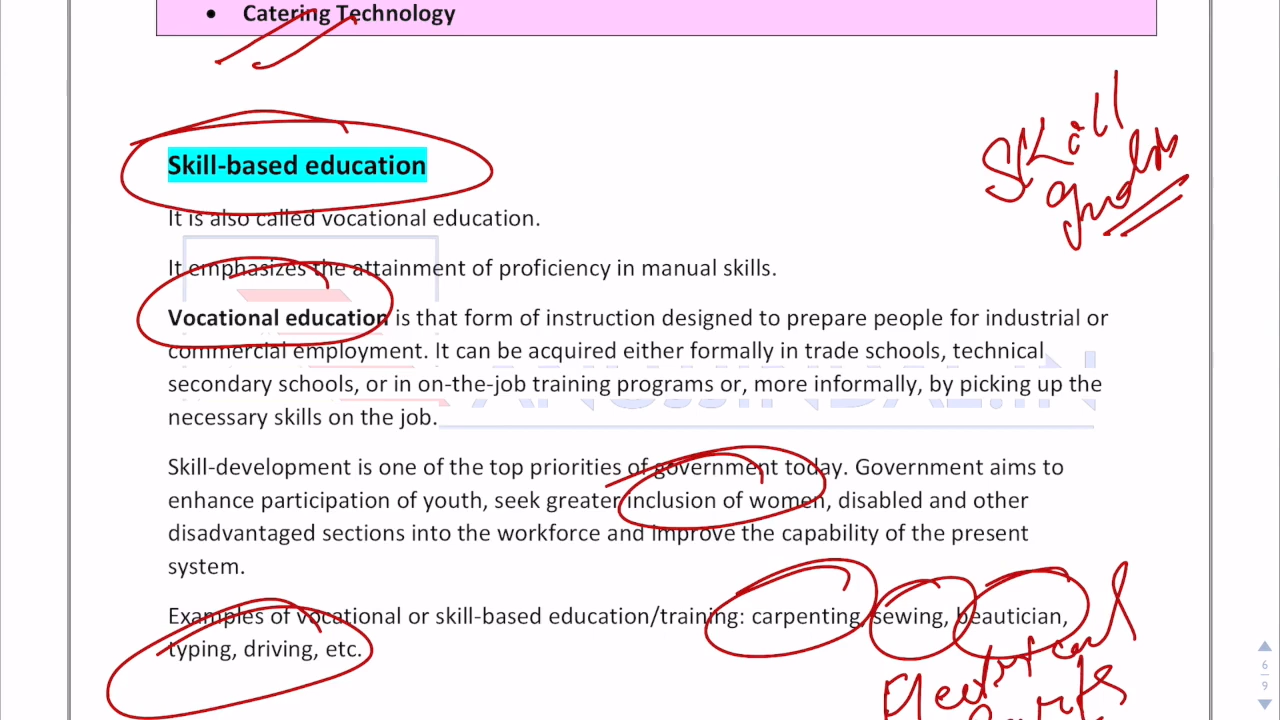 • Catering Technology
Skill-based education
It is also called vocational education.
It emphasizes the attainment of proficiency in manual skills.
Vocational education is that form of instruction designed to prepare people for industrial or
commercial employment. It can be acquired either formally in trade schools, technical
secondary schools, or in on-the-job training programs or, more informally, by picking up the
necessary skills on the job.
ANUJJINDAL.IN
Skill-development is one of the top priorities of government today. Government aims to
enhance participation of youth, seek greater inclusion of women, disabled and other
disadvantaged sections into the workforce and improve the capability of the present
system.
Examples of vocational or skill-based education/training: carpenting, sewing, beautician,
typing, driving, etc.
Skill
Electrical
6
9